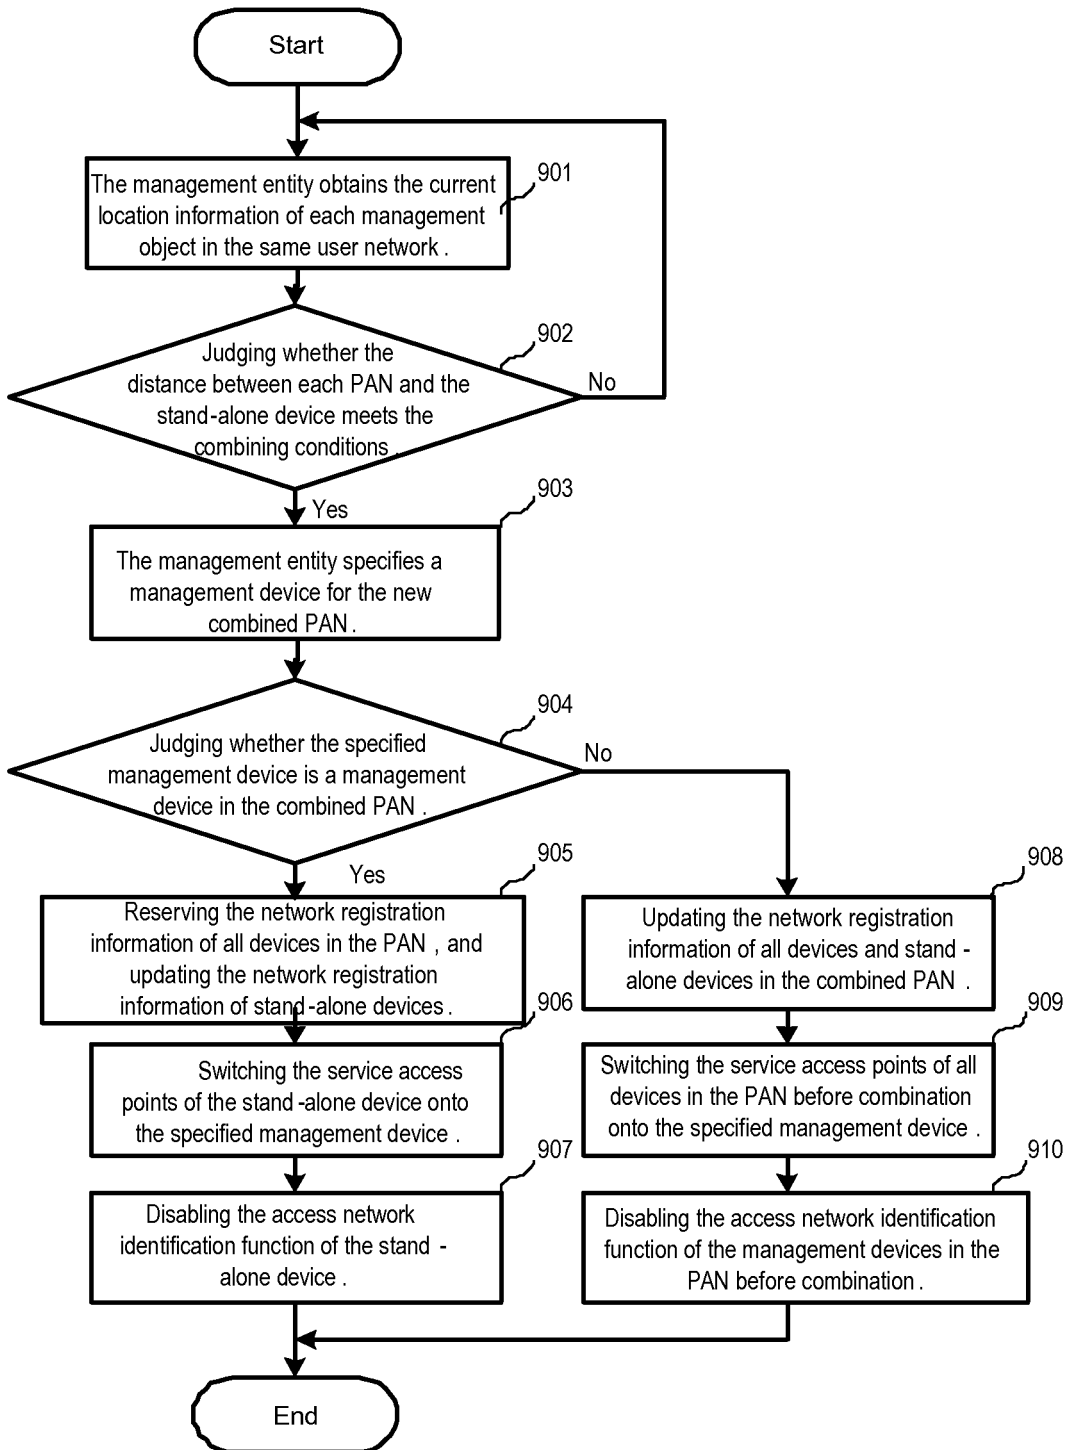 Start
901
The management entity obtains the current
location information of each management
object in the same user network .
902
Judging whether the
distance between each PAN and the
stand-alone device meets the
combining conditions .
No
903
Yes
The management entity specifies a
management device for the new
combined PAN .
904
Judging whether the specified
management device is a management
device in the combined PAN .
No
Yes
905
Reserving the network registration
information of all devices in the PAN , and
updating the network registration
information of stand-alone devices .
906
Switching the service access
points of the stand-alone device onto
the specified management device .
907
Disabling the access network
identification function of the stand -
alone device .
908
Updating the network registration
information of all devices and stand -
alone devices in the combined PAN .
909
Switching the service access points of all
devices in the PAN before combination
onto the specified management device .
910
Disabling the access network identification
function of the management devices in the
PAN before combination .
End